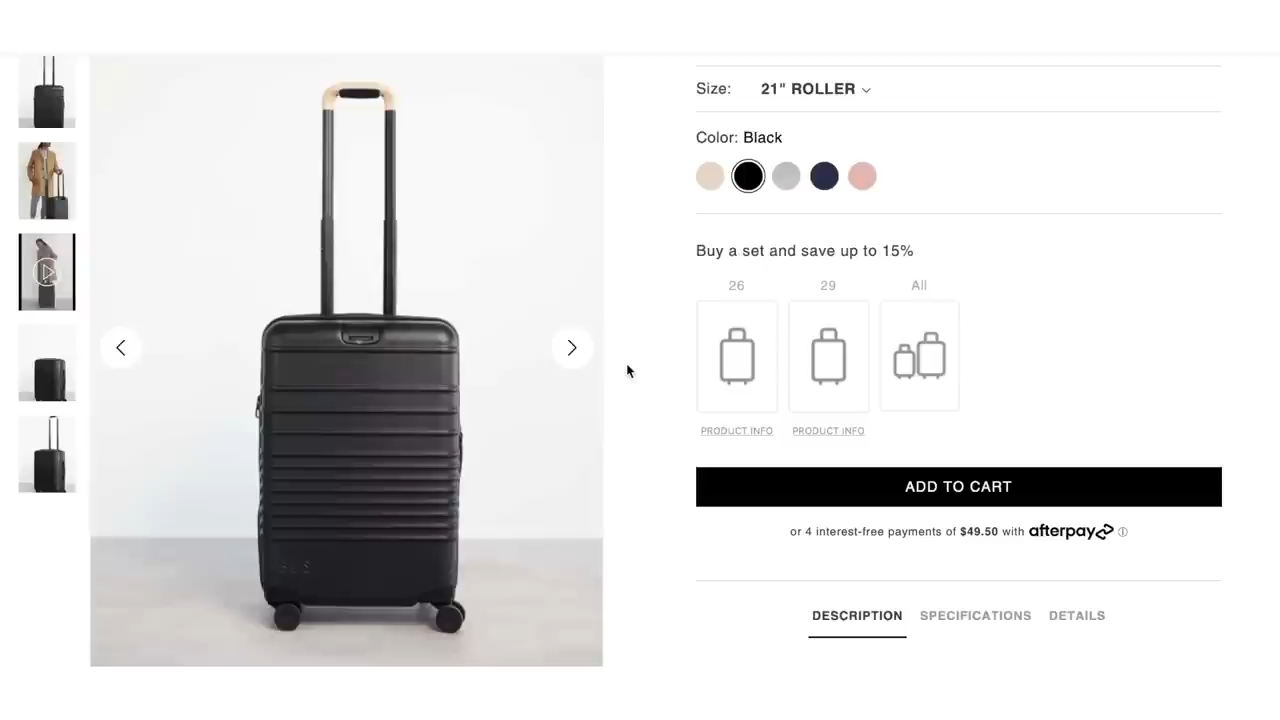 Size: 21" ROLLER
Color: Black
Buy a set and save up to 15%
26 29 All
PRODUCT INFO PRODUCT INFO
ADD TO CART
or 4 interest-free payments of $49.50 with afterpay
DESCRIPTION SPECIFICATIONS DETAILS